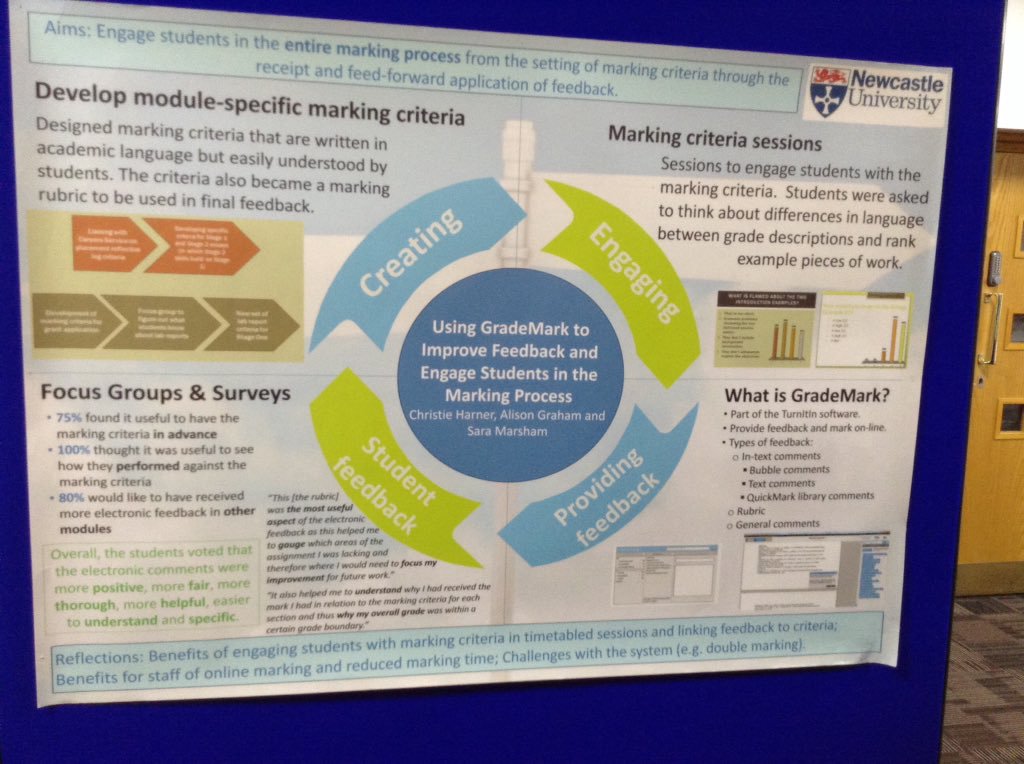 Aims: Engage students in the entire marking process from the setting of marking criteria through the
receipt and feed-forward application of feedback.
Newcastle
University
Develop module-specific marking criteria
Designed marking criteria that are written in
academic language but easily understood by
students. The criteria also became a marking
rubric to be used in final feedback.
Liaising with
Careers Service on
placement reflective
log criteria
Developing specific
criteria for Stage 1
and Stage 2 essays
(in which Stage 2
skills build on Stage
1)
Development of
marking criteria for
grant application
Focus group to
figure out what
students know
about lab reports
New set of
lab report
criteria for
Stage One
Marking criteria sessions
Sessions to engage students with the
marking criteria. Students were asked
to think about differences in language
between grade descriptions and rank
example pieces of work.
WHAT IS FLAWED ABOUT THE TWO
INTRODUCTION EXAMPLES?
Creating
Engaging
Providing
feedback
Student
feedback
Using GradeMark to
Improve Feedback and
Engage Students in the
Marking Process
Christie Harner, Alison Graham and
Sara Marsham
Focus Groups & Surveys
• 75% found it useful to have the
marking criteria in advance
• 100% thought it was useful to see
how they performed against the
marking criteria
• 80% would like to have received
more electronic feedback in other
modules
Overall, the students voted that
the electronic comments were
more positive, more fair, more
thorough, more helpful, easier
to understand and specific.
"This [the rubric]
was the most useful
aspect of the electronic
feedback as this helped me
to gauge which areas of the
assignment I was lacking and
therefore where I would need to focus my
improvement for future work."
"It also helped me to understand why I had received the
mark I had in relation to the marking criteria for each
section and thus why my overall grade was within a
certain grade boundary."
What is GradeMark?
• Part of the Turnitin software.
• Provide feedback and mark on-line.
• Types of feedback:
o In-text comments
▪ Bubble comments
▪ Text comments
▪ QuickMark library comments
o Rubric
o General comments
Reflections: Benefits of engaging students with marking criteria in timetabled sessions and linking feedback to criteria;
Benefits for staff of online marking and reduced marking time; Challenges with the system (e.g. double marking).